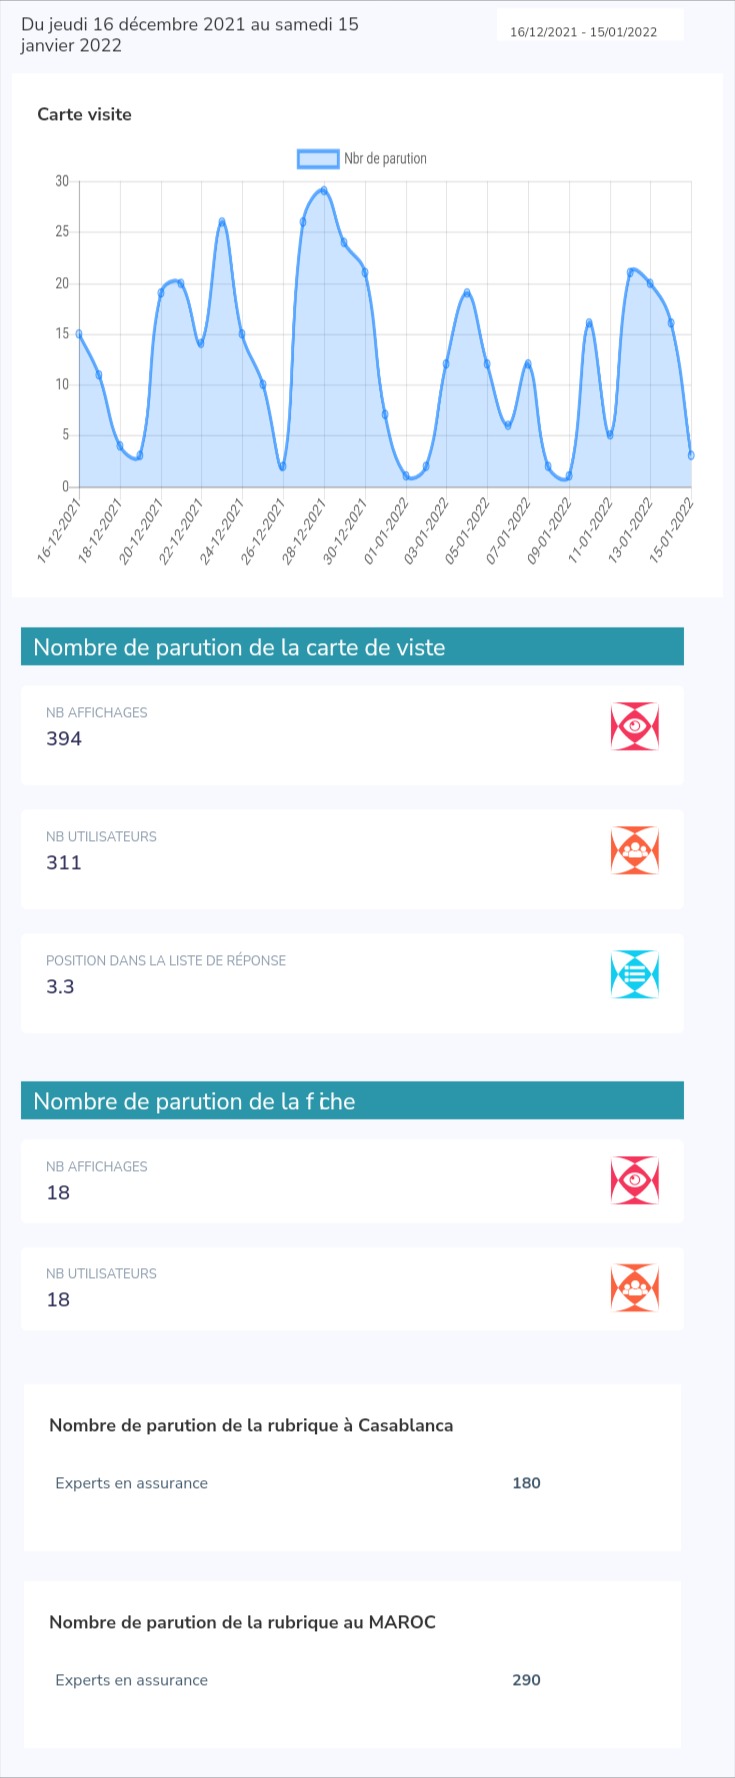 Du jeudi 16 décembre 2021 au samedi 15
janvier 2022
16/12/2021 - 15/01/2022
Carte visite
Nbr de parution
30
25
20
15
10
5
0
16-12-2021
18-12-2021
20-12-2021
22-12-2021
24-12-2021
26-12-2021
28-12-2021
30-12-2021
01-01-2022
03-01-2022
05-01-2022
07-01-2022
09-01-2022
11-01-2022
13-01-2022
15-01-2022
Nombre de parution de la carte de viste
NB AFFICHAGES
394
NB UTILISATEURS
311
POSITION DANS LA LISTE DE RÉPONSE
3.3
Nombre de parution de la fiche
NB AFFICHAGES
18
NB UTILISATEURS
18
Nombre de parution de la rubrique à Casablanca
Experts en assurance 180
Nombre de parution de la rubrique au MAROC
Experts en assurance 290